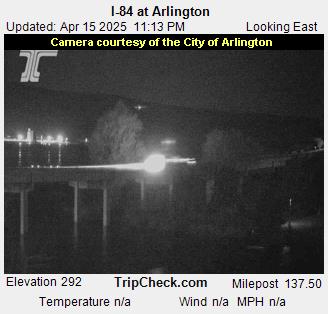 I-84 at Arlington
Updated: Apr 15 2025 11:13 PM Looking East
Camera courtesy of the City of Arlington
Elevation 292 TripCheck.com Milepost 137.50
Temperature n/a Wind n/a MPH n/a